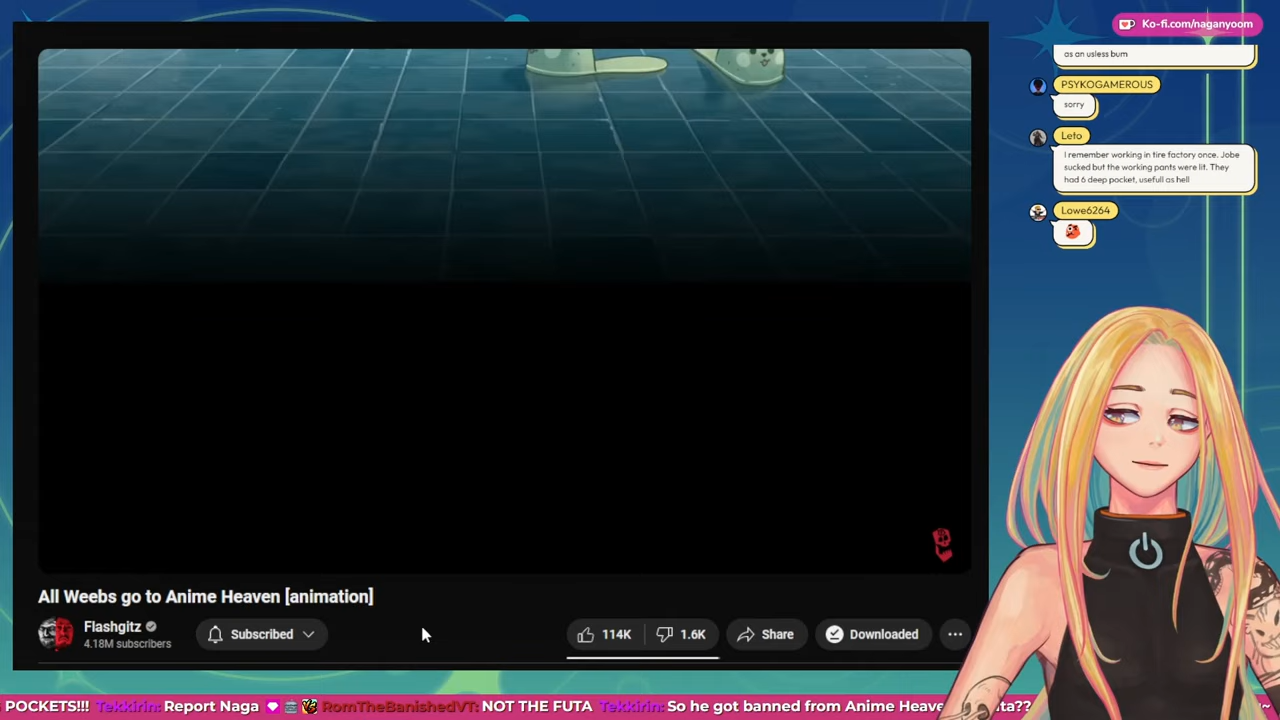 Ko-fi.com/naganyoom
as an usless bum
PSYKOGAMEROUS
sorry
Leto
I remember working in tire factory once. Jobe
sucked but the working pants were lit. They
had 6 deep pocket, usefull as hell
Lowe6264
All Weebs go to Anime Heaven [animation]
Flashgitz
4.18M subscribers
Subscribed
114K
1.6K
Share
Downloaded
POCKETS!!! Tekkirin: Report Naga RomTheBanishedVT: NOT THE FUTA Tekkirin: So he got banned from Anime Heave